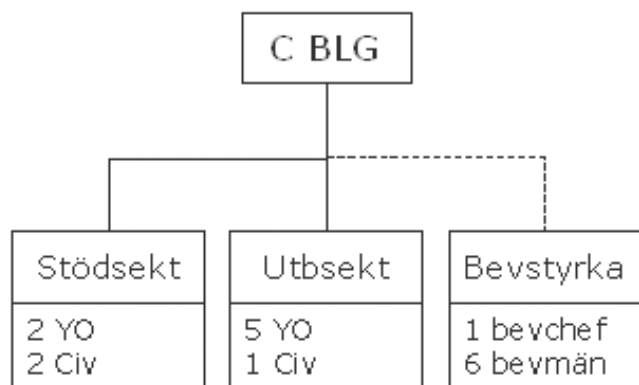 C BLG
Stödsekt
2 YO
2 Civ
Utbsekt
5 YO
1 Civ
Bevstyrka
1 bevchef
6 bevmän